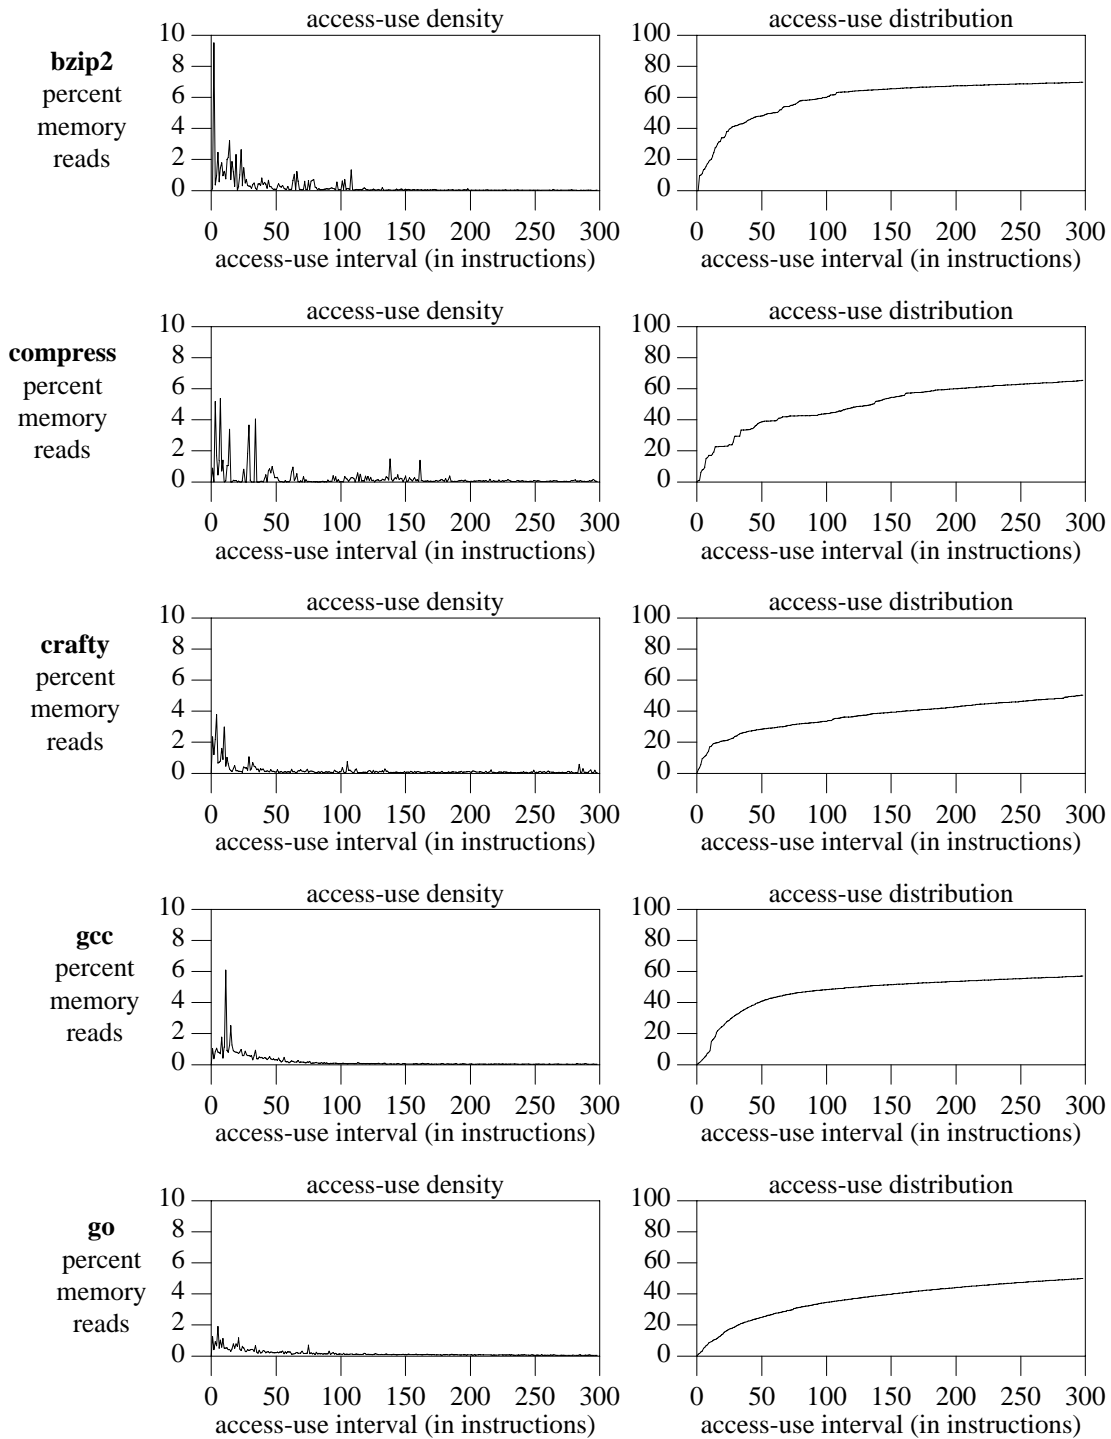 access-use density
access-use distribution
bzip2
percent
memory
reads
10
8
6
4
2
0
0 50 100 150 200 250 300
access-use interval (in instructions)
100
80
60
40
20
0
0 50 100 150 200 250 300
access-use interval (in instructions)
access-use density
access-use distribution
compress
percent
memory
reads
10
8
6
4
2
0
0 50 100 150 200 250 300
access-use interval (in instructions)
100
80
60
40
20
0
0 50 100 150 200 250 300
access-use interval (in instructions)
access-use density
access-use distribution
crafty
percent
memory
reads
10
8
6
4
2
0
0 50 100 150 200 250 300
access-use interval (in instructions)
100
80
60
40
20
0
0 50 100 150 200 250 300
access-use interval (in instructions)
access-use density
access-use distribution
gcc
percent
memory
reads
10
8
6
4
2
0
0 50 100 150 200 250 300
access-use interval (in instructions)
100
80
60
40
20
0
0 50 100 150 200 250 300
access-use interval (in instructions)
access-use density
access-use distribution
go
percent
memory
reads
10
8
6
4
2
0
0 50 100 150 200 250 300
access-use interval (in instructions)
100
80
60
40
20
0
0 50 100 150 200 250 300
access-use interval (in instructions)